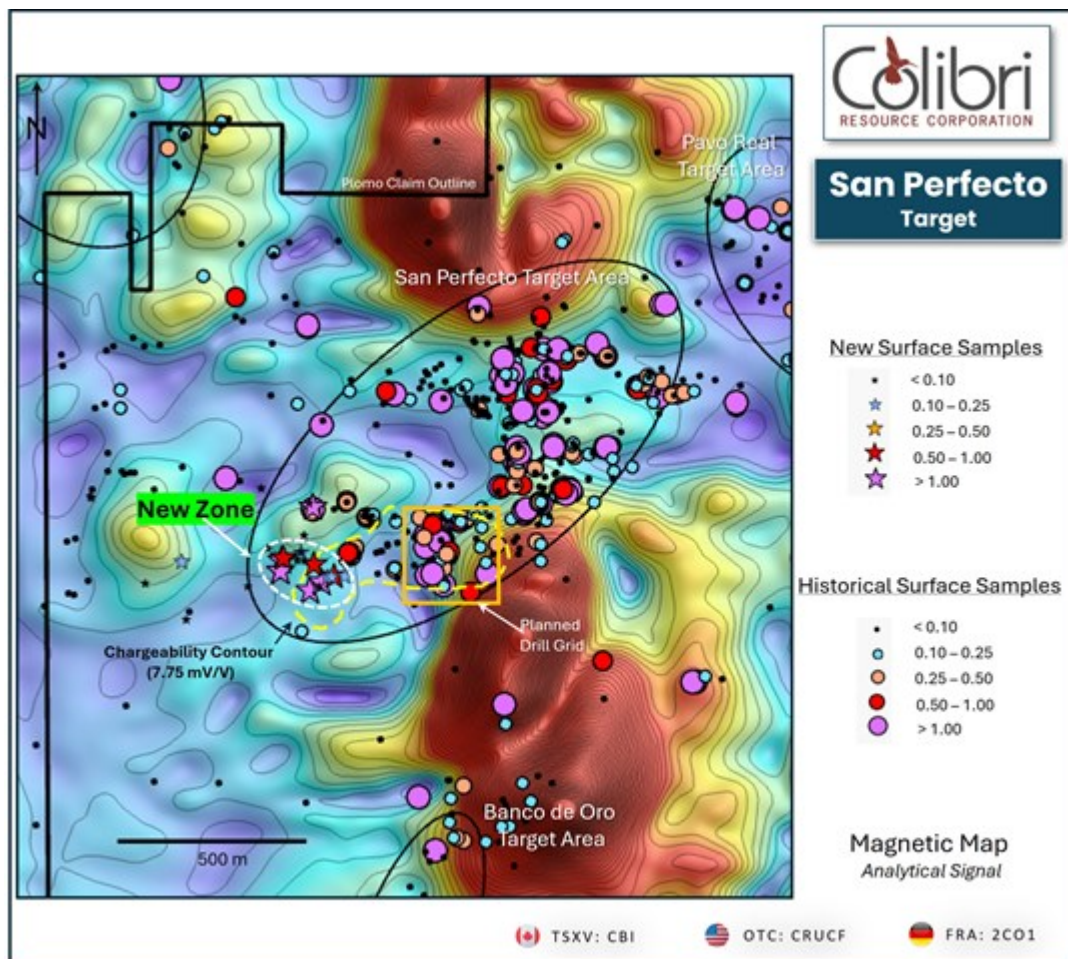 Colibri
RESOURCE CORPORATION
San Perfecto
Target
N
Pavo Real
Target Area
Plomo Claim Outline
San Perfecto Target Area
New Zone
Planned
Drill Grid
Chargeability Contour
(7.75 mV/V)
Banco de Oro
Target Area
500 m
New Surface Samples
< 0.10
0.10 – 0.25
0.25 – 0.50
0.50 – 1.00
> 1.00
Historical Surface Samples
< 0.10
0.10 – 0.25
0.25 – 0.50
0.50 – 1.00
> 1.00
Magnetic Map
Analytical Signal
TSXV: CBI
OTC: CRUCF
FRA: 2CO1